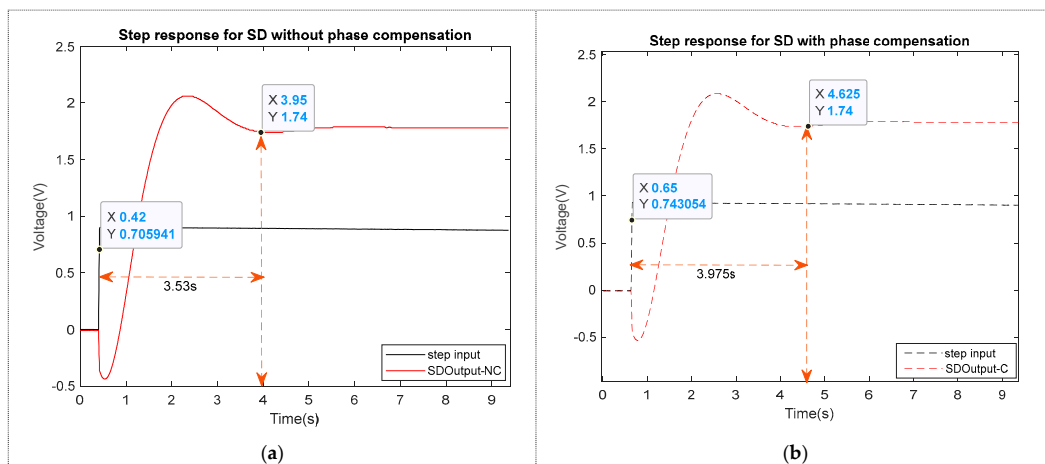 Step response for SD without phase compensation
2.5
2
1.5
1
0.5
0
-0.5
Voltage(V)
X 3.95
Y 1.74
X 0.42
Y 0.705941
3.53s
step input
SDOutput-NC
0 1 2 3 4 5 6 7 8 9
Time(s)
(a)
Step response for SD with phase compensation
2.5
2
1.5
1
0.5
0
-0.5
Voltage(V)
X 4.625
Y 1.74
X 0.65
Y 0.743054
3.975s
step input
SDOutput-C
0 1 2 3 4 5 6 7 8 9
Time(s)
(b)